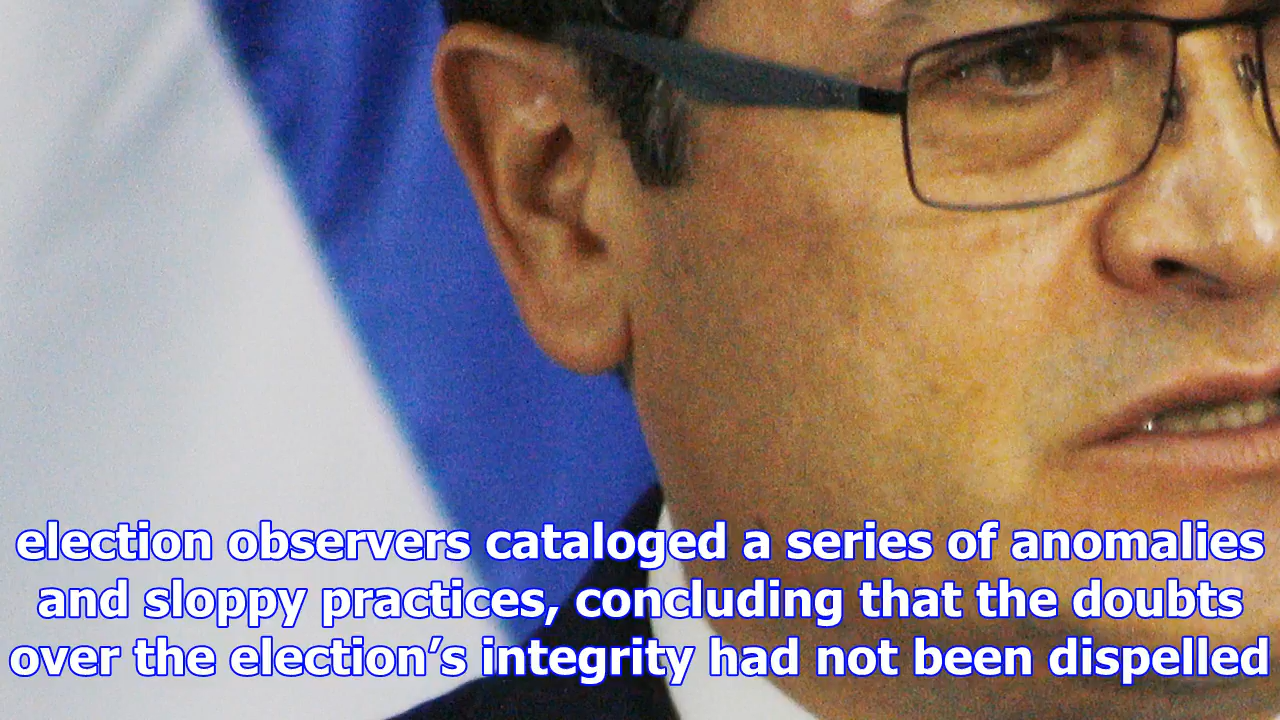 election observers cataloged a series of anomalies
and sloppy practices, concluding that the doubts
over the election’s integrity had not been dispelled